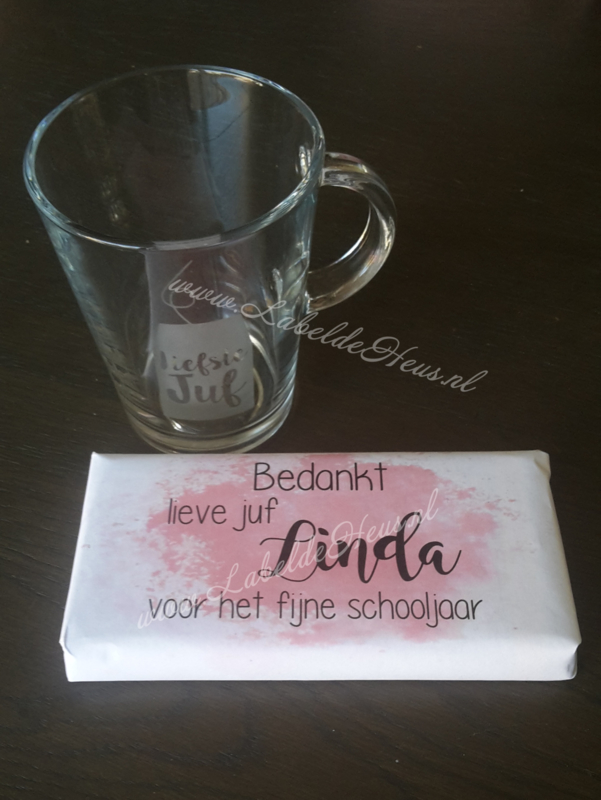 Liefste
Juf
www.LabeldeHeus.nl
Bedankt
lieve juf
Linda
voor het fijne schooljaar
www.LabeldeHeus.nl